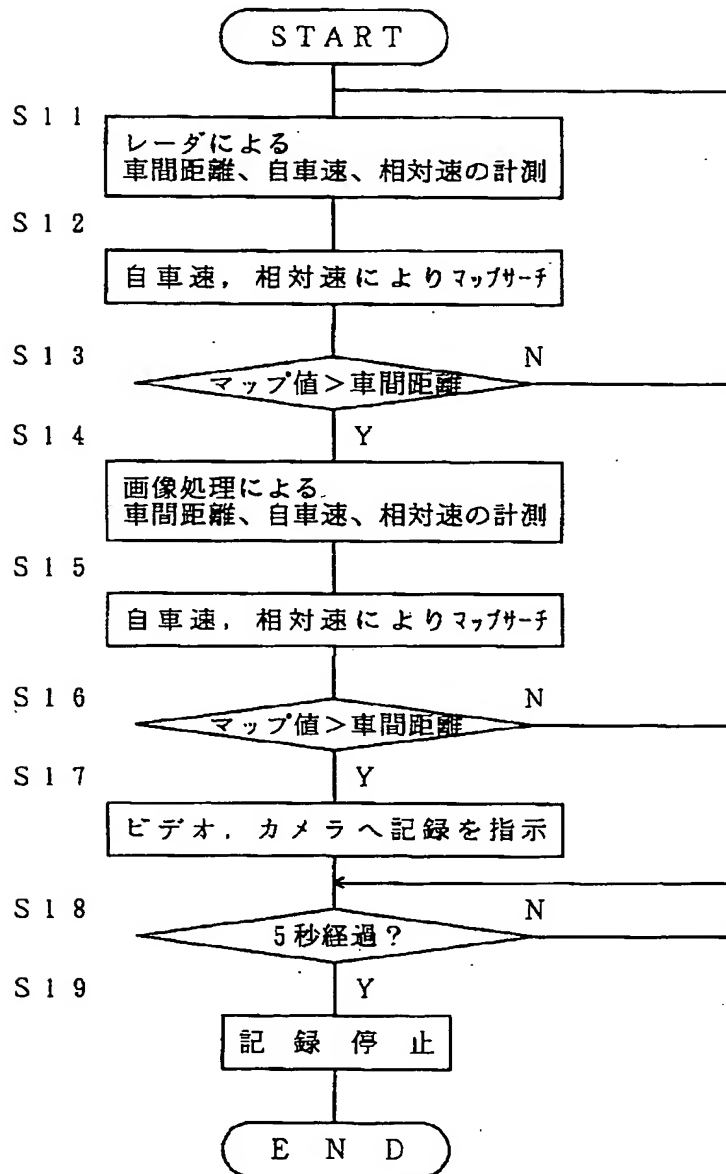 START
S11
レーダによる
車間距離、自車速、相対速の計測
S12
自車速,相対速によりマップサーチ
S13
マップ値>車間距離
N
S14
Y
画像処理による
車間距離、自車速、相対速の計測
S15
自車速,相対速によりマップサーチ
S16
マップ値>車間距離
N
S17
Y
ビデオ,カメラへ記録を指示
S18
5秒経過?
N
S19
Y
記録停止
END